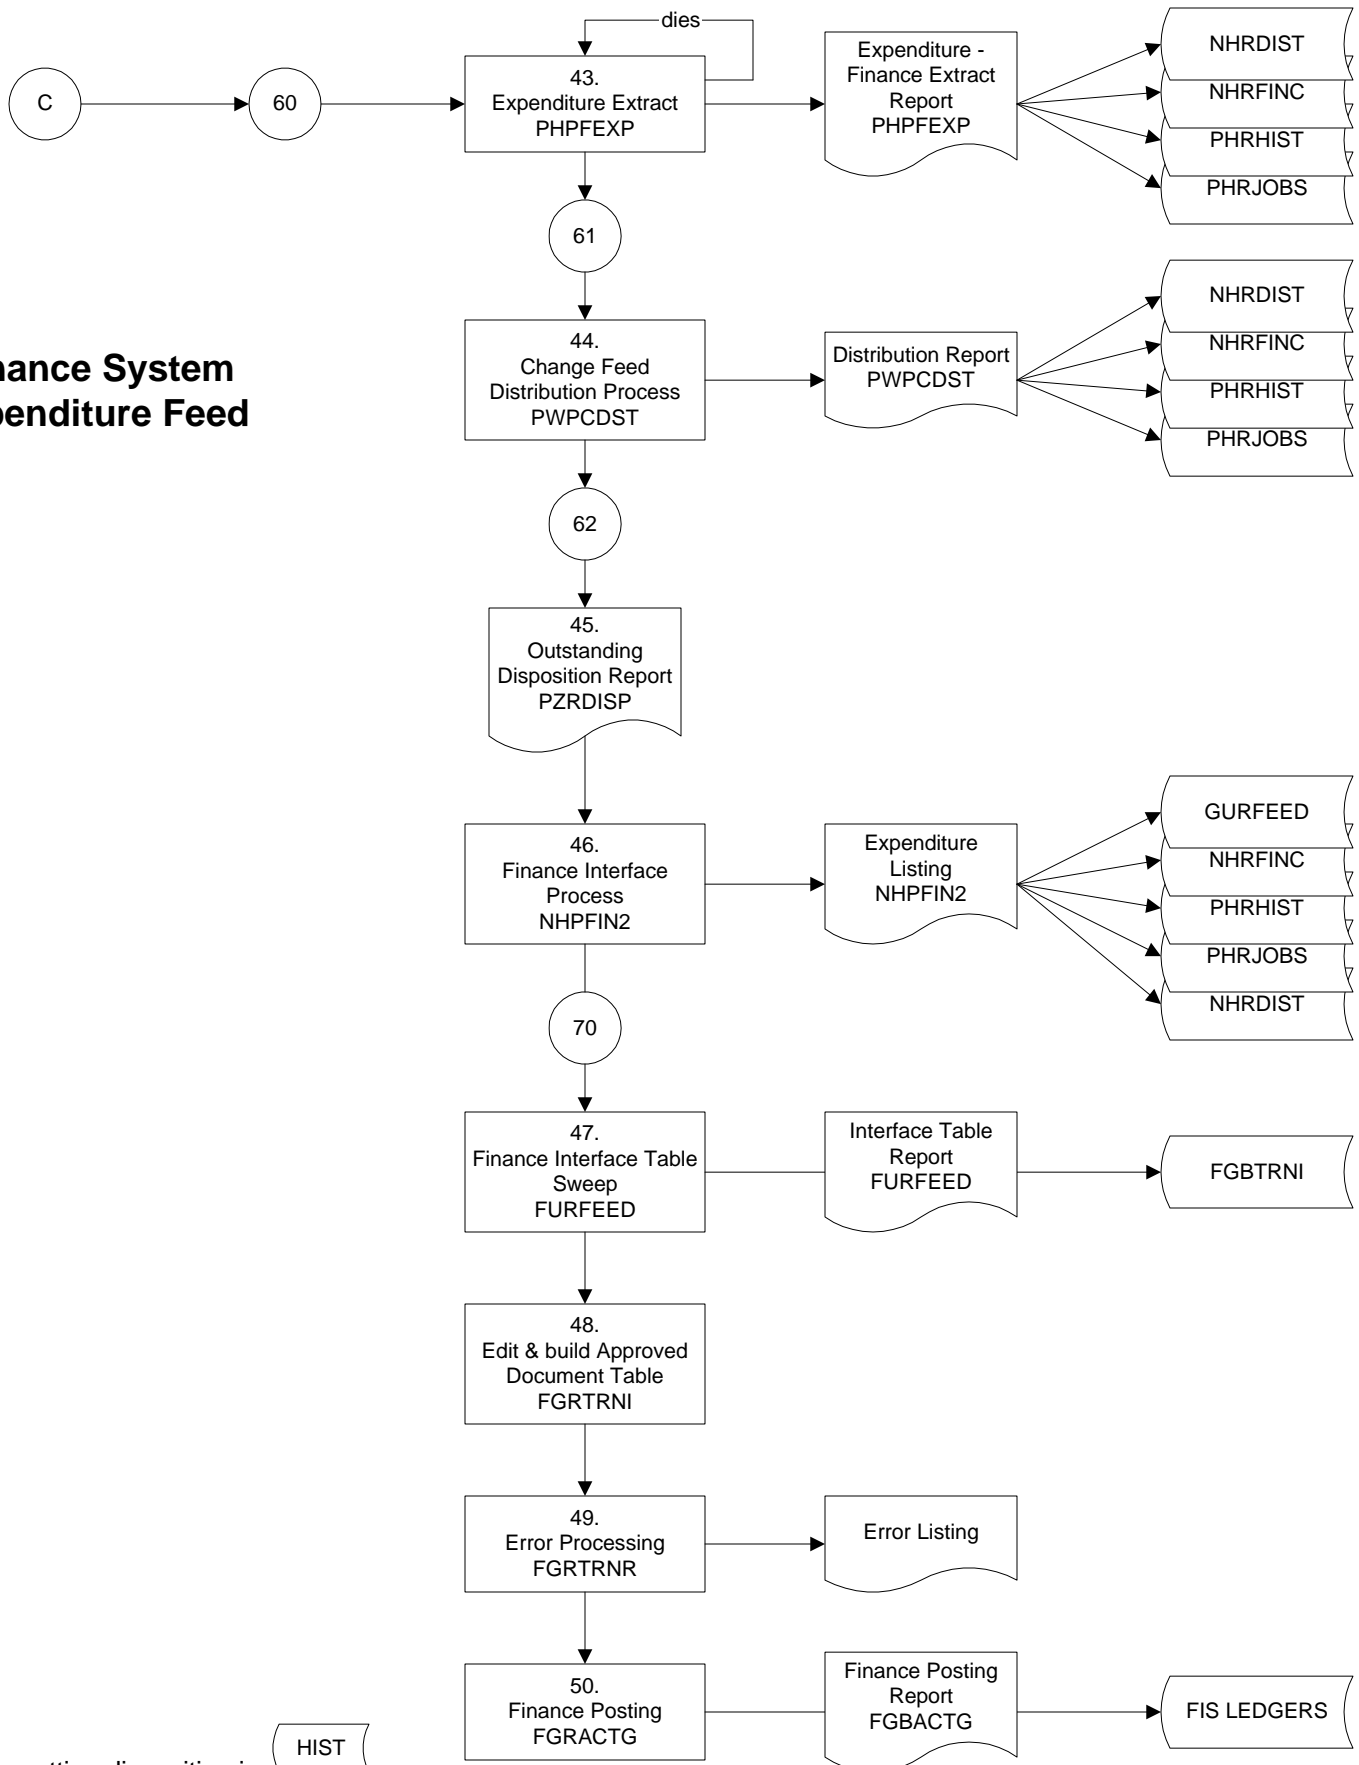 dies
C
60
43.
Expenditure Extract
PHPFEXP
Expenditure -
Finance Extract
Report
PHPFEXP
NHRDIST
NHRFINC
PHRHIST
PHRJOBS
61
nance System
penditure Feed
44.
Change Feed
Distribution Process
PWPCDST
Distribution Report
PWPCDST
NHRDIST
NHRFINC
PHRHIST
PHRJOBS
62
45.
Outstanding
Disposition Report
PZRDISP
46.
Finance Interface
Process
NHPFIN2
Expenditure
Listing
NHPFIN2
GURFEED
NHRFINC
PHRHIST
PHRJOBS
NHRDIST
70
47.
Finance Interface Table
Sweep
FURFEED
Interface Table
Report
FURFEED
FGBTRNI
48.
Edit & build Approved
Document Table
FGRTRNI
49.
Error Processing
FGRTRNR
Error Listing
50.
Finance Posting
FGRACTG
Finance Posting
Report
FGBACTG
FIS LEDGERS
HIST